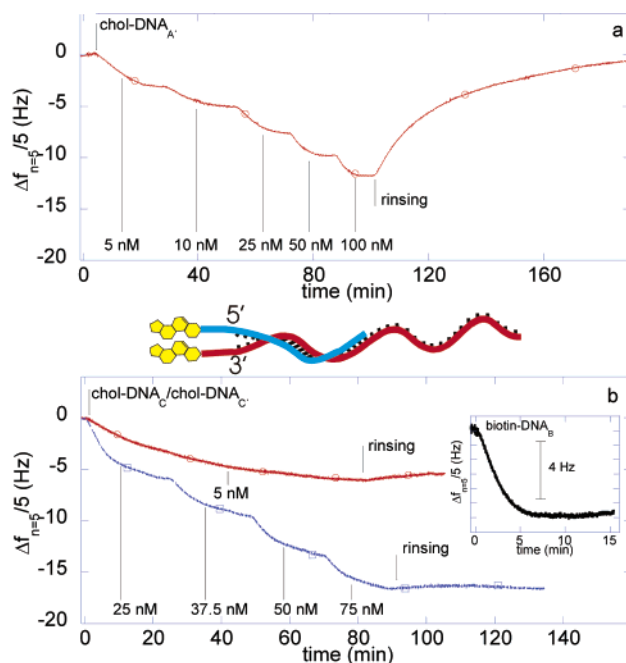 chol-DNA_A'
a
0
-5
-10
-15
-20
Δf_n=5/5 (Hz)
rinsing
5 nM
10 nM
25 nM
50 nM
100 nM
0
40
80
120
160
time (min)
5'
3'
chol-DNA_C/chol-DNA_C'
b
0
-5
-10
-15
-20
Δf_n=5/5 (Hz)
rinsing
5 nM
rinsing
25 nM
37.5 nM
50 nM
75 nM
biotin-DNA_B
4 Hz
Δf_n=5/5 (Hz)
0
5
10
15
time (min)
0
20
40
60
80
100
120
140
time (min)